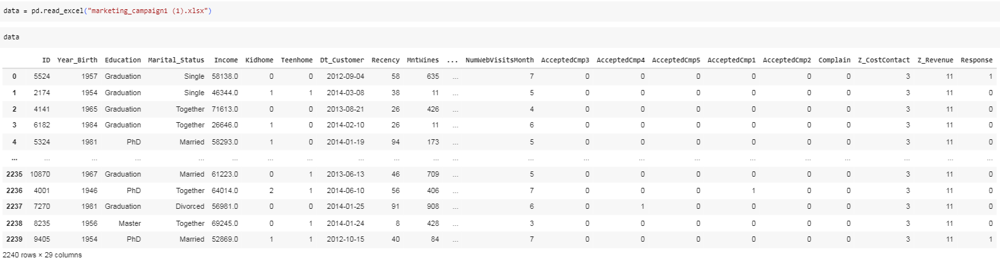 data = pd.read_excel("marketing_campaign1 (1).xlsx")
data
ID Year_Birth Education Marital_Status Income Kidhome Teenhome Dt_Customer Recency MntWines ... NumWebVisitsMonth AcceptedCmp3 AcceptedCmp4 AcceptedCmp5 AcceptedCmp1 AcceptedCmp2 Complain Z_CostContact Z_Revenue Response
0 5524 1957 Graduation Single 58138.0 0 0 2012-09-04 58 635 ... 7 0 0 0 0 0 0 3 11 1
1 2174 1954 Graduation Single 46344.0 1 1 2014-03-08 38 11 ... 5 0 0 0 0 0 0 3 11 0
2 4141 1965 Graduation Together 71613.0 0 0 2013-08-21 26 426 ... 4 0 0 0 0 0 0 3 11 0
3 6182 1984 Graduation Together 26646.0 1 0 2014-02-10 26 11 ... 6 0 0 0 0 0 0 3 11 0
4 5324 1981 PhD Married 58293.0 1 0 2014-01-19 94 173 ... 5 0 0 0 0 0 0 3 11 0
... ... ... ... ... ... ... ... ... ... ... ... ... ... ... ... ... ... ... ... ... ...
2235 10870 1967 Graduation Married 61223.0 0 1 2013-06-13 46 709 ... 5 0 0 0 0 0 0 3 11 0
2236 4001 1946 PhD Together 64014.0 2 1 2014-06-10 56 406 ... 7 0 0 0 1 0 0 3 11 0
2237 7270 1981 Graduation Divorced 56981.0 0 0 2014-01-25 91 908 ... 6 0 1 0 0 0 0 3 11 0
2238 8235 1956 Master Together 69245.0 0 1 2014-01-24 8 428 ... 3 0 0 0 0 0 0 3 11 0
2239 9405 1954 PhD Married 52869.0 1 1 2012-10-15 40 84 ... 7 0 0 0 0 0 0 3 11 1
2240 rows × 29 columns